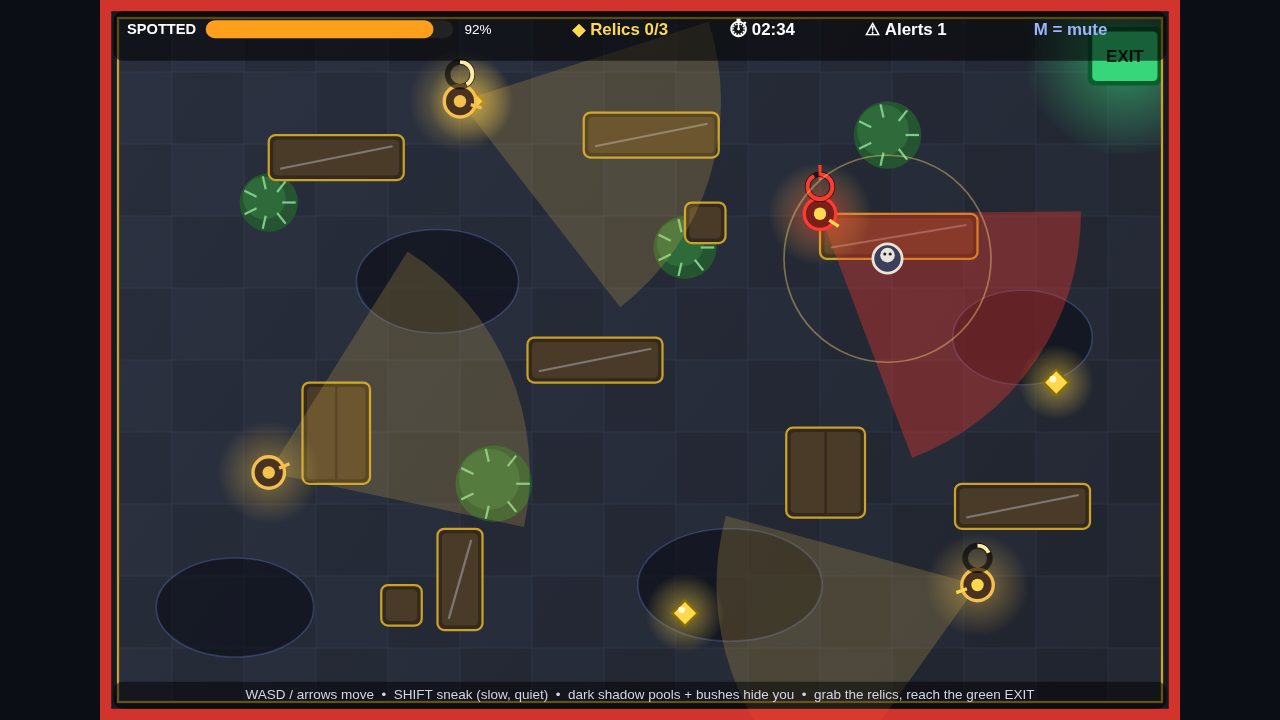 SPOTTED 92% ◆ Relics 0/3 ⏱ 02:34 ⚠ Alerts 1 M = mute
EXIT
WASD / arrows move • SHIFT sneak (slow, quiet) • dark shadow pools + bushes hide you • grab the relics, reach the green EXIT